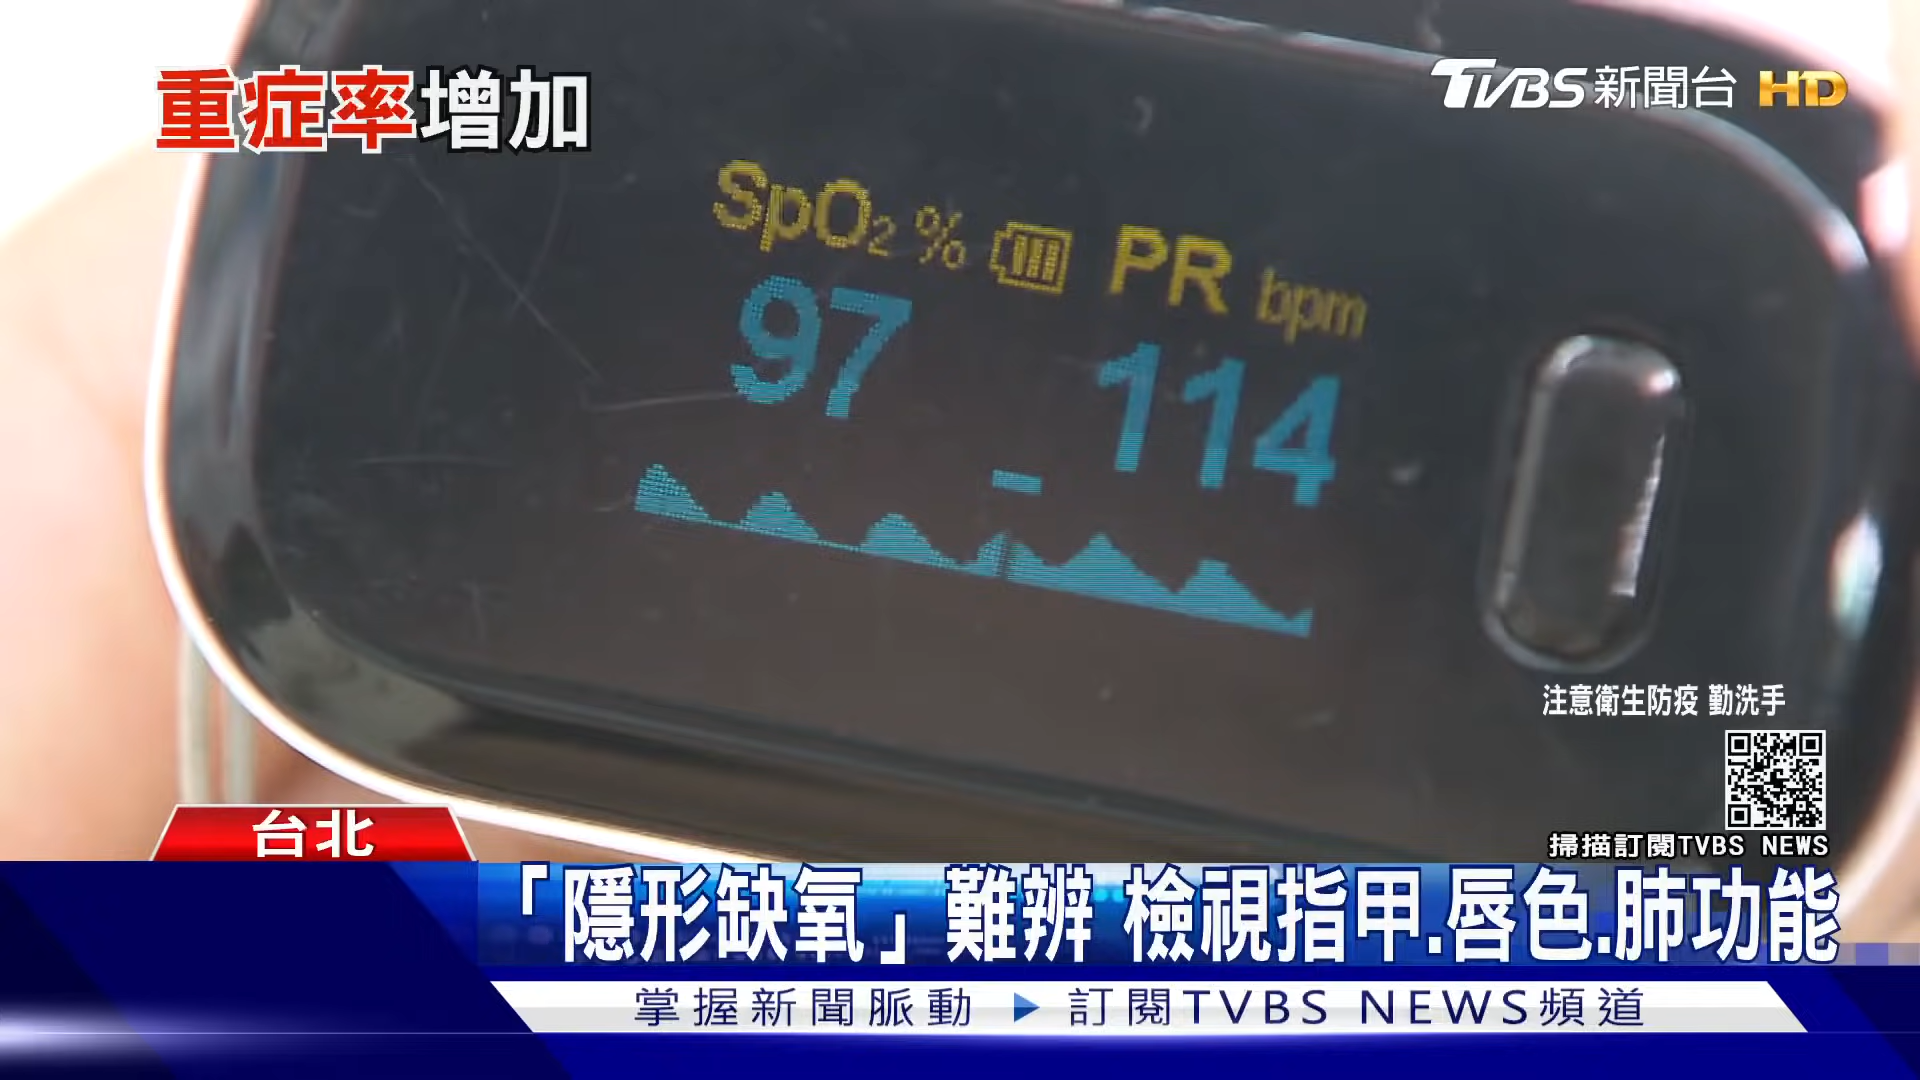 重症率增加
TVBS新聞台 HD
SpO₂ % PR bpm
97 114
注意衛生防疫 勤洗手
掃描訂閱TVBS NEWS
台北
「隱形缺氧」難辨 檢視指甲.唇色.肺功能
掌握新聞脈動 ▶ 訂閱TVBS NEWS頻道